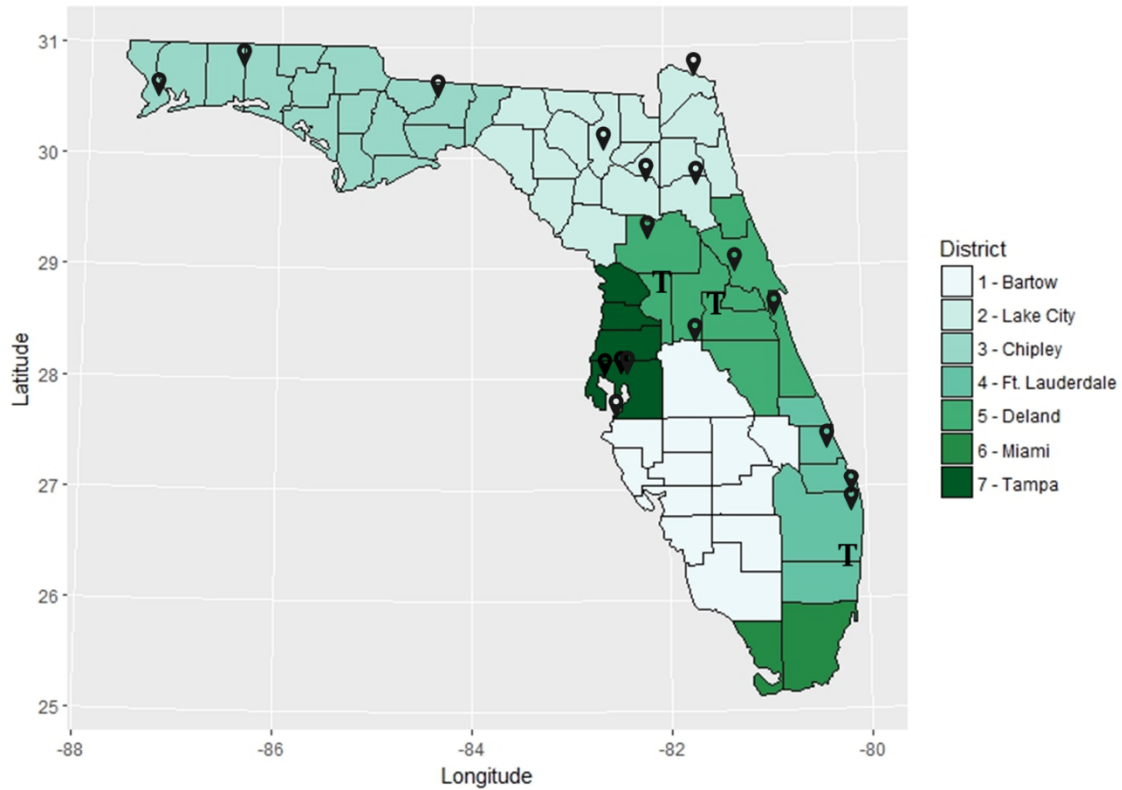 31
30
29
28
27
26
25
Latitude
-88
-86
-84
-82
-80
Longitude
T
T
T
District
1 - Bartow
2 - Lake City
3 - Chipley
4 - Ft. Lauderdale
5 - Deland
6 - Miami
7 - Tampa